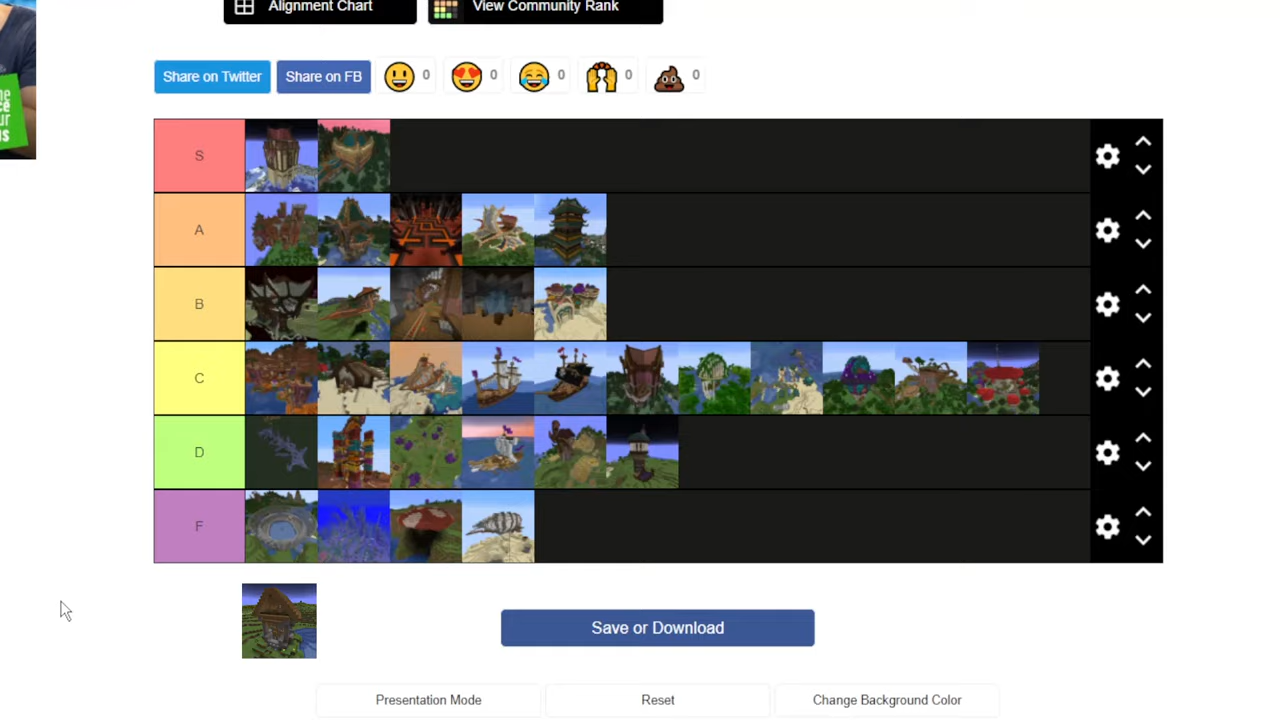 Alignment Chart
View Community Rank
Share on Twitter
Share on FB
0
0
0
0
0
S
A
B
C
D
F
Save or Download
Presentation Mode
Reset
Change Background Color